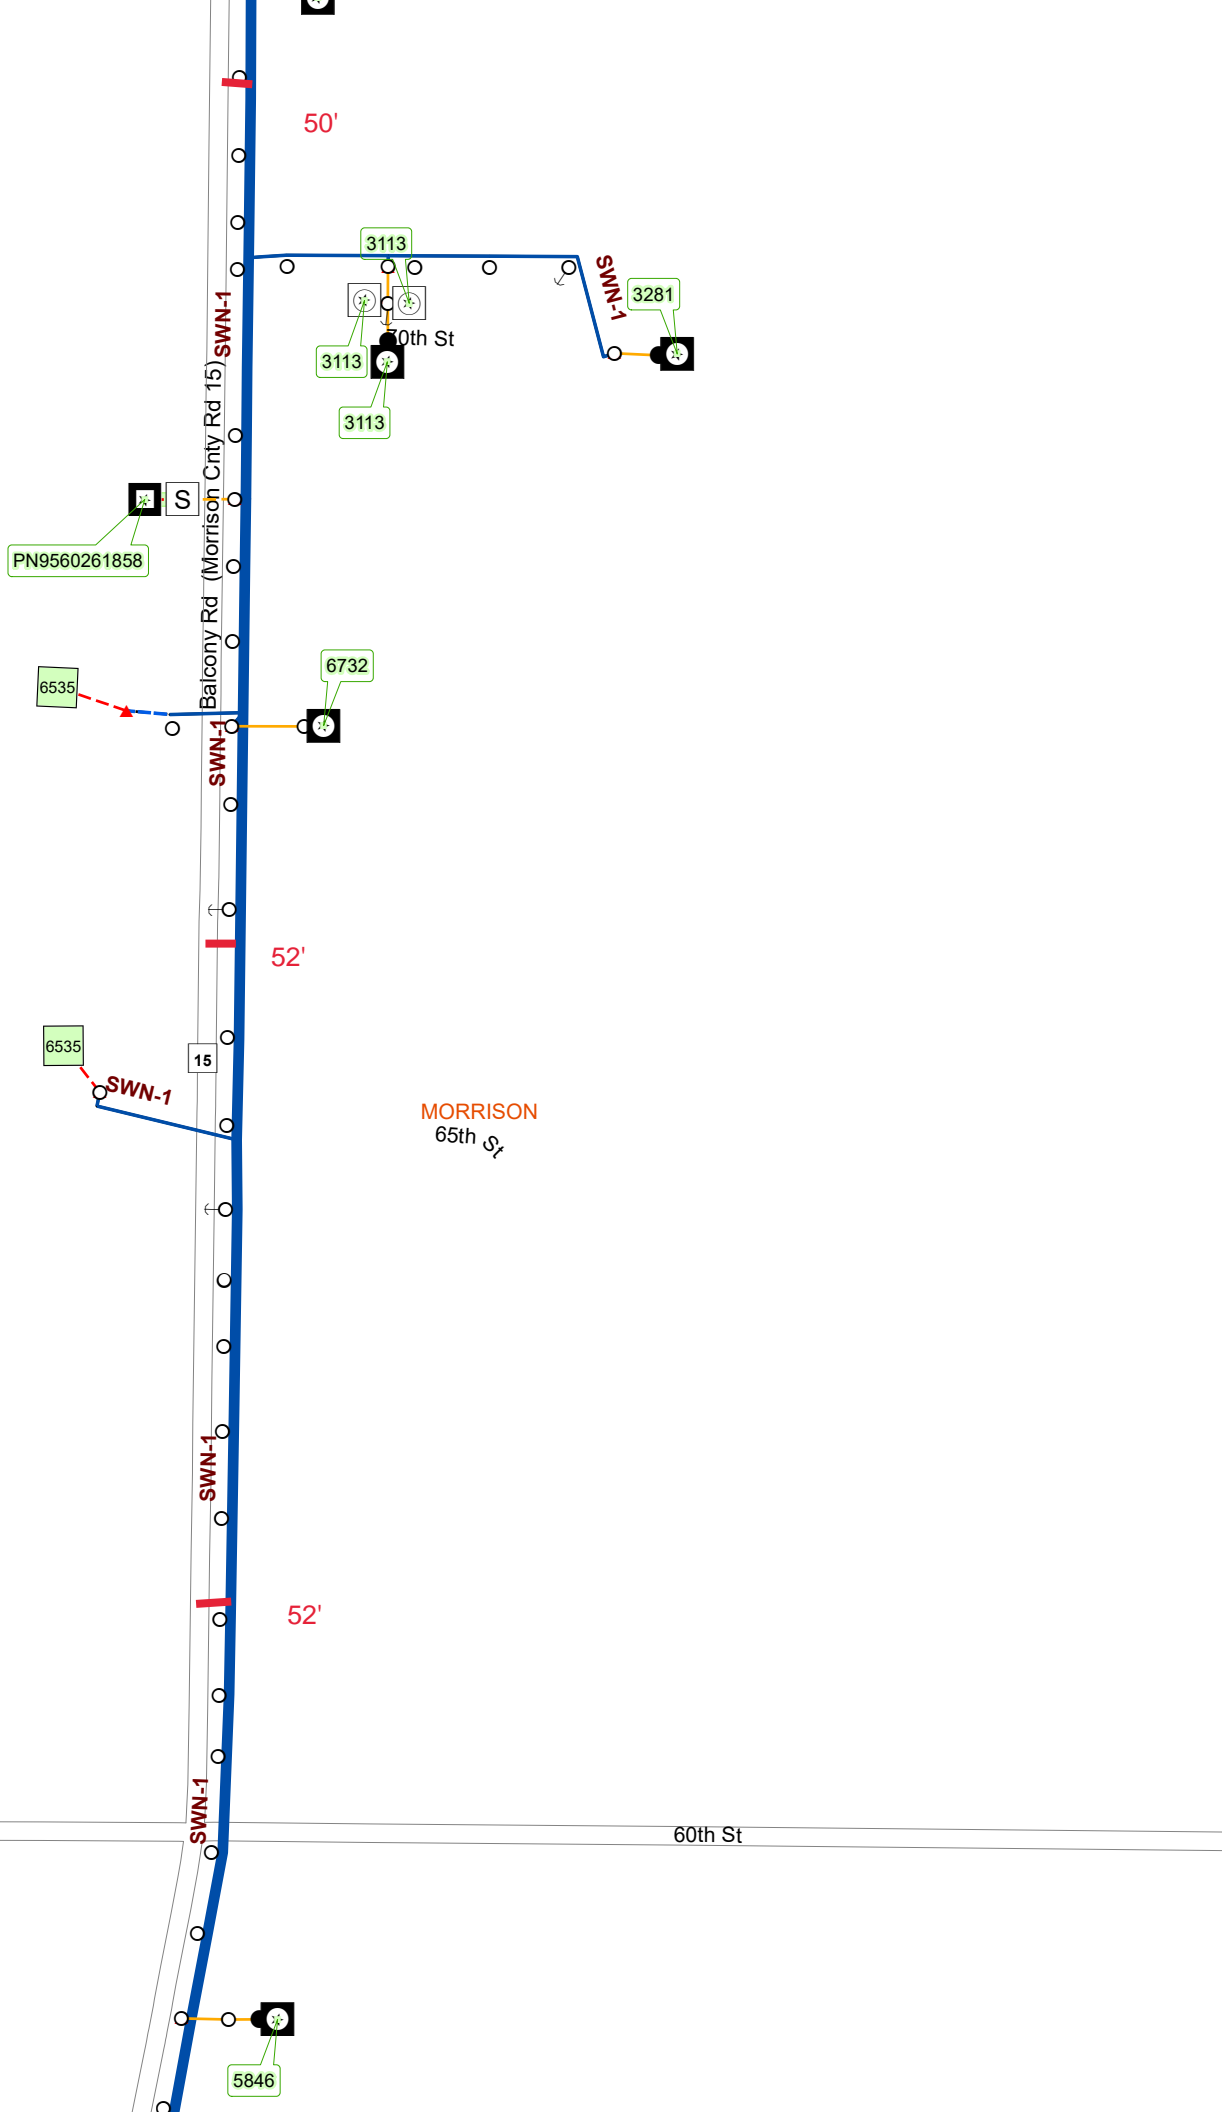 50'
3113
SWN-1
3281
SWN-1
70th St
3113
3113
Balcony Rd (Morrison Cnty Rd 15)
S
PN9560261858
6732
6535
SWN-1
52'
6535
15
SWN-1
MORRISON
65th St
SWN-1
52'
SWN-1
60th St
5846